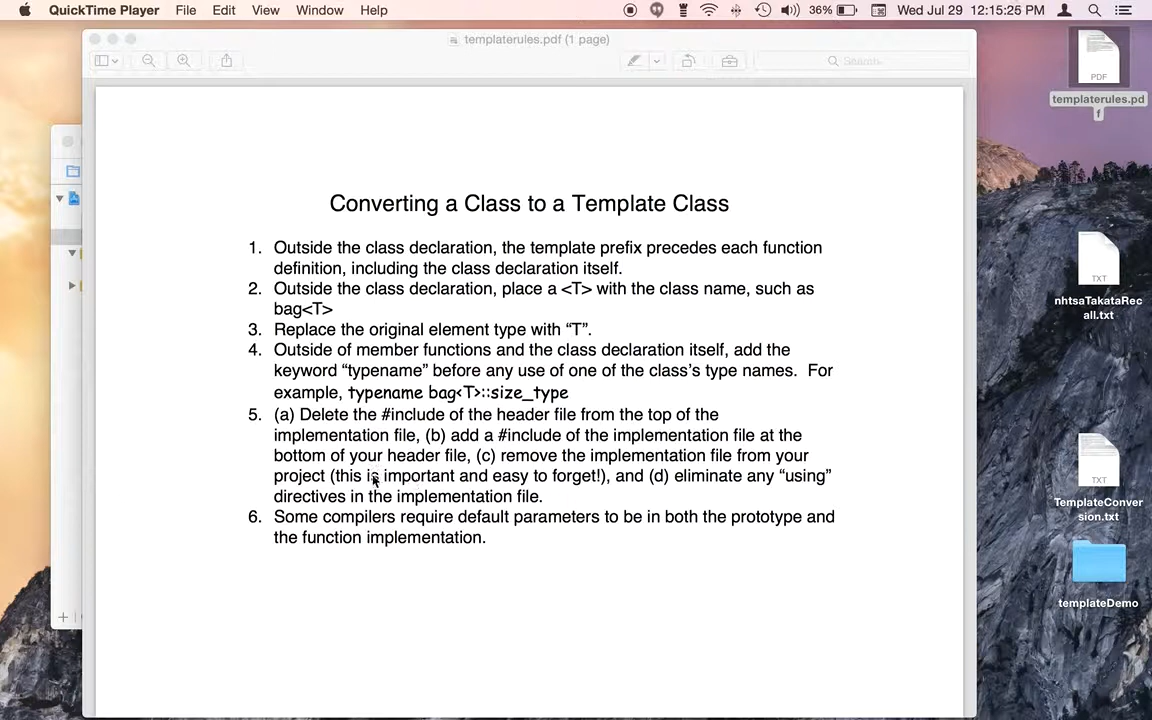 QuickTime Player File Edit View Window Help 36% Wed Jul 29 12:15:25 PM
templaterules.pdf (1 page)
Search
PDF
templaterules.pd
f
Converting a Class to a Template Class
1. Outside the class declaration, the template prefix precedes each function
definition, including the class declaration itself.
2. Outside the class declaration, place a <T> with the class name, such as
bag<T>
3. Replace the original element type with “T”.
4. Outside of member functions and the class declaration itself, add the
keyword “typename” before any use of one of the class’s type names. For
example, typename bag<T>::size_type
5. (a) Delete the #include of the header file from the top of the
implementation file, (b) add a #include of the implementation file at the
bottom of your header file, (c) remove the implementation file from your
project (this is important and easy to forget!), and (d) eliminate any “using”
directives in the implementation file.
6. Some compilers require default parameters to be in both the prototype and
the function implementation.
TXT
nhtsaTakataRec
all.txt
TXT
TemplateConver
sion.txt
templateDemo